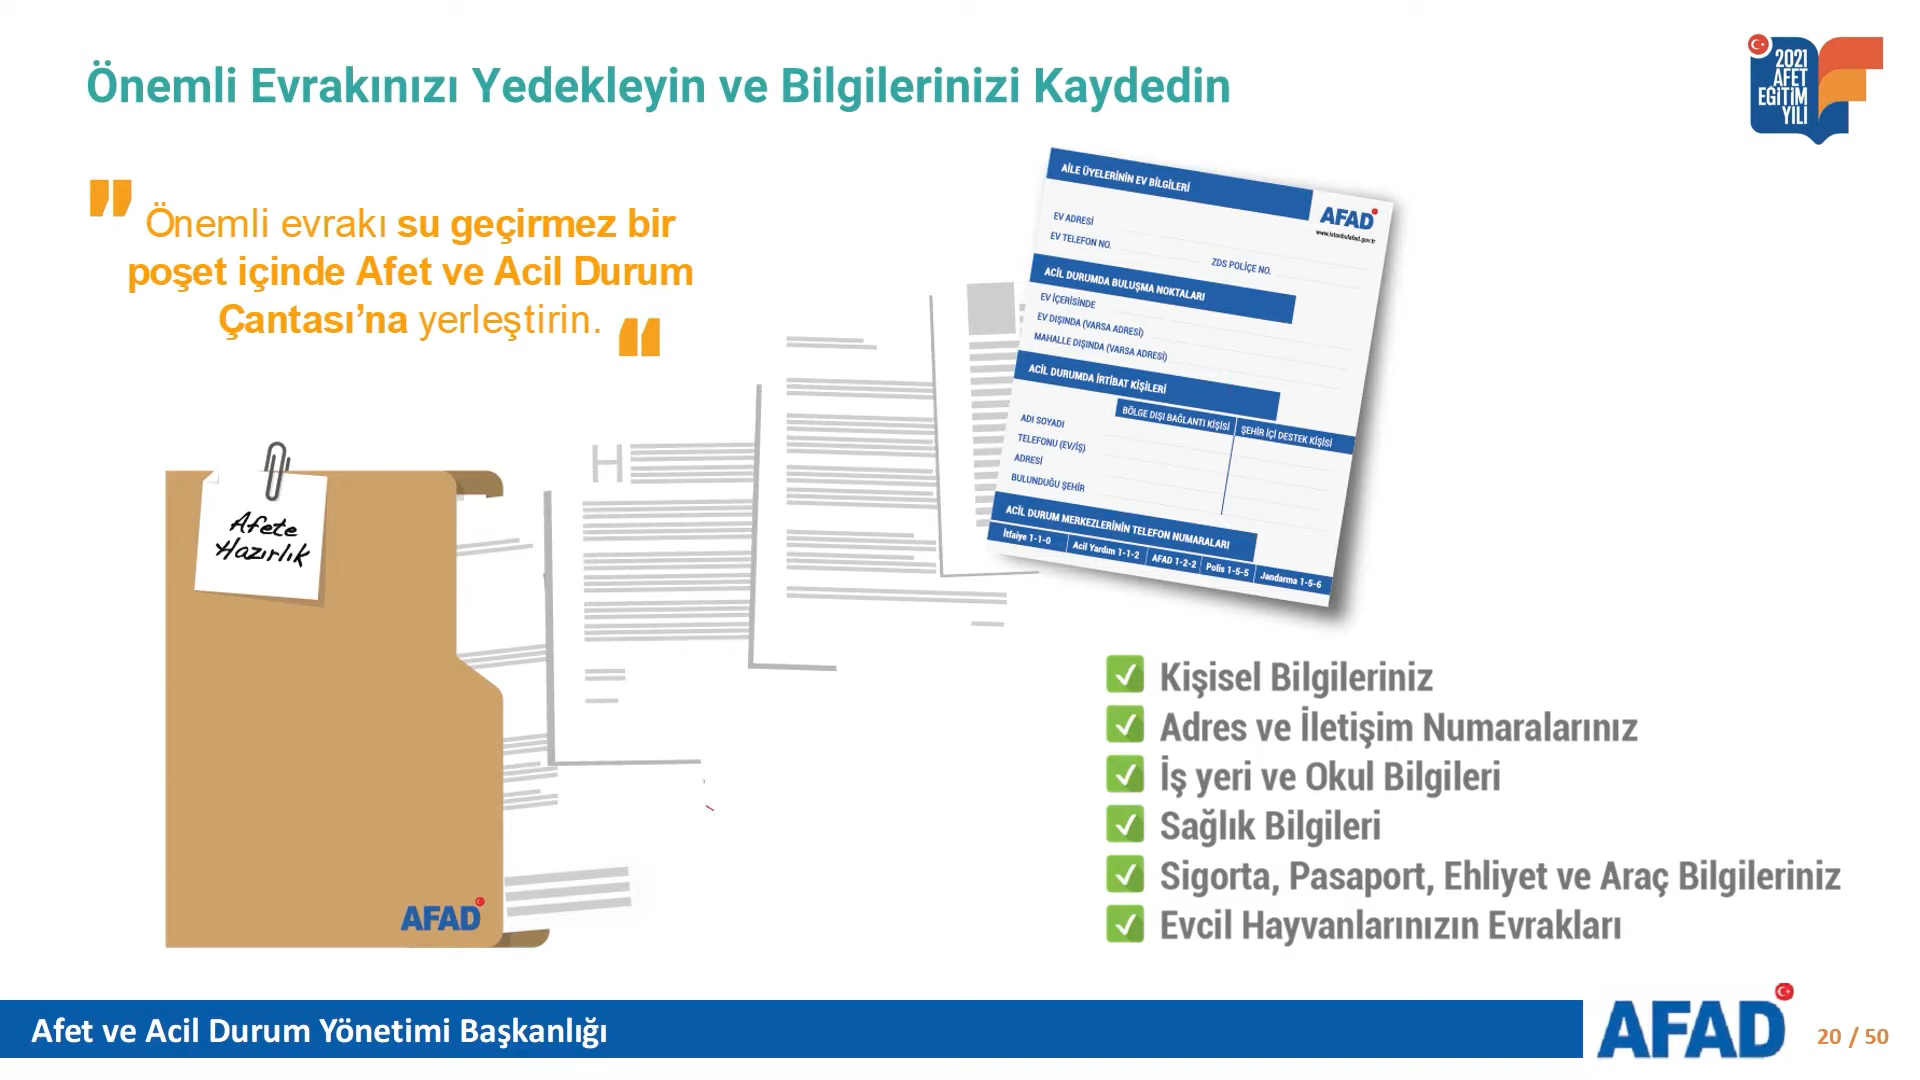 Önemli Evrakınızı Yedekleyin ve Bilgilerinizi Kaydedin
2021
AFET
EĞİTİM
YILI
" Önemli evrakı su geçirmez bir
poşet içinde Afet ve Acil Durum
Çantası’na yerleştirin. "
AİLE ÜYELERİNİN EV BİLGİLERİ
AFAD
www.istanbulafad.gov.tr
EV ADRESİ
EV TELEFON NO.
ZDS POLİÇE NO.
ACİL DURUMDA BULUŞMA NOKTALARI
EV İÇERİSİNDE
EV DIŞINDA (VARSA ADRESİ)
MAHALLE DIŞINDA (VARSA ADRESİ)
ACİL DURUMDA İRTİBAT KİŞİLERİ
BÖLGE DIŞI BAĞLANTI KİŞİSİ ŞEHİR İÇİ DESTEK KİŞİSİ
ADI SOYADI
TELEFONU (EV/İŞ)
ADRESİ
BULUNDUĞU ŞEHİR
ACİL DURUM MERKEZLERİNİN TELEFON NUMARALARI
İtfaiye 1-1-0 Acil Yardım 1-1-2 AFAD 1-2-2 Polis 1-5-5 Jandarma 1-5-6
H
Afete
Hazırlık
AFAD
Kişisel Bilgileriniz
Adres ve İletişim Numaralarınız
İş yeri ve Okul Bilgileri
Sağlık Bilgileri
Sigorta, Pasaport, Ehliyet ve Araç Bilgileriniz
Evcil Hayvanlarınızın Evrakları
Afet ve Acil Durum Yönetimi Başkanlığı
AFAD
20 / 50